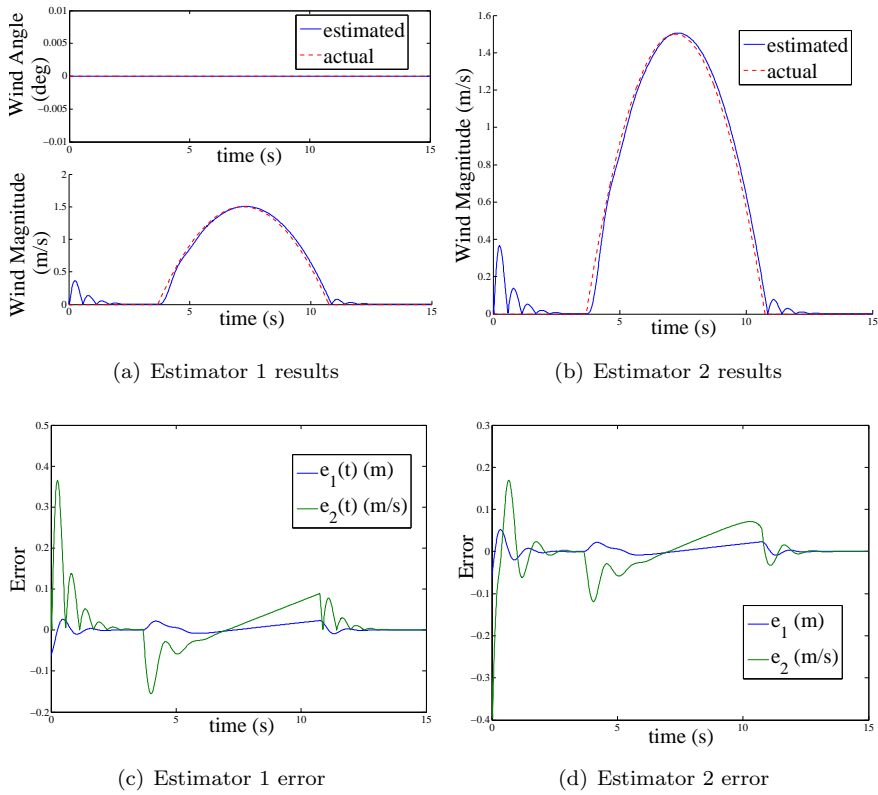 0.01
0.005
0
−0.005
−0.01
Wind Angle
(deg)
estimated
actual
0
5
10
15
time (s)
2
1.5
1
0.5
0
Wind Magnitude
(m/s)
0
5
10
15
time (s)
(a) Estimator 1 results
1.6
1.4
1.2
1
0.8
0.6
0.4
0.2
0
Wind Magnitude (m/s)
estimated
actual
0
5
10
15
time (s)
(b) Estimator 2 results
0.5
0.4
0.3
0.2
0.1
0
−0.1
−0.2
Error
e_1(t) (m)
e_2(t) (m/s)
0
5
10
15
time (s)
(c) Estimator 1 error
0.3
0.2
0.1
0
−0.1
−0.2
−0.3
−0.4
Error
e_1 (m)
e_2 (m/s)
0
5
10
15
time (s)
(d) Estimator 2 error